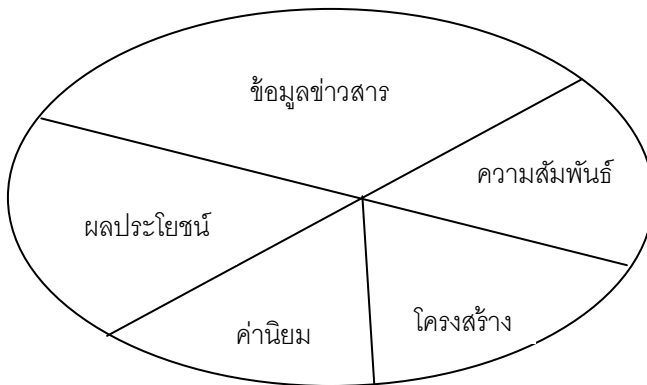 ข้อมูลข่าวสาร
ความสัมพันธ์
ผลประโยชน์
โครงสร้าง
ค่านิยม